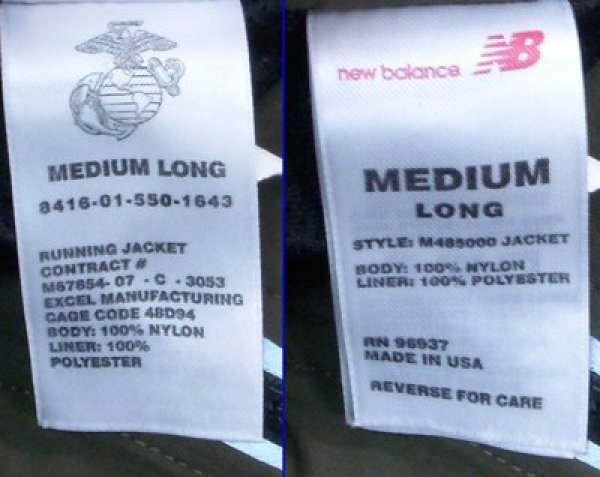 MEDIUM LONG
8416-01-550-1643
RUNNING JACKET
CONTRACT #
M67854- 07 - C - 3053
EXCEL MANUFACTURING
CAGE CODE 48D94
BODY: 100% NYLON
LINER: 100%
POLYESTER
new balance NB
MEDIUM
LONG
STYLE: M485000 JACKET
BODY: 100% NYLON
LINER: 100% POLYESTER
RN 96937
MADE IN USA
REVERSE FOR CARE